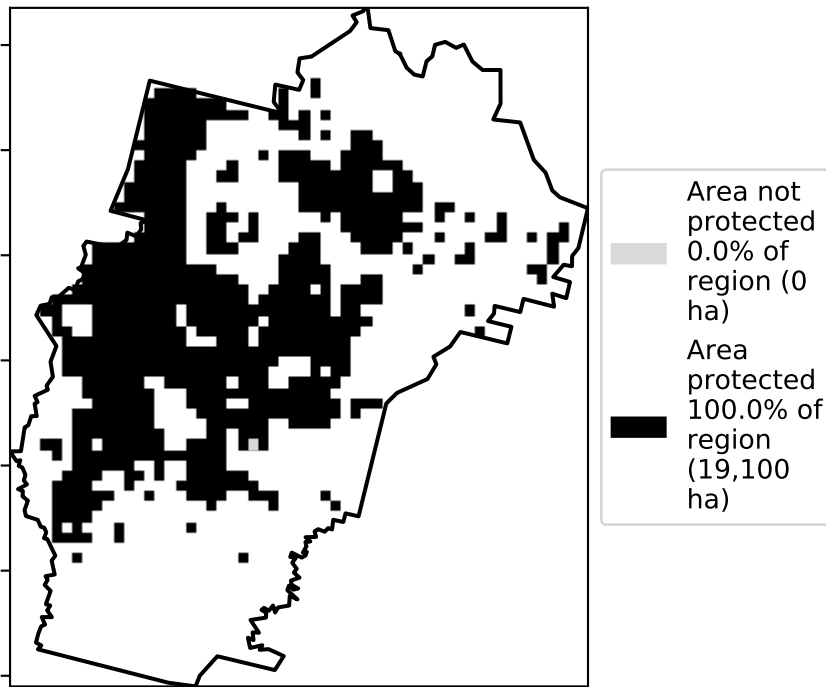 Area not
protected
0.0% of
region (0
ha)
Area
protected
100.0% of
region
(19,100
ha)